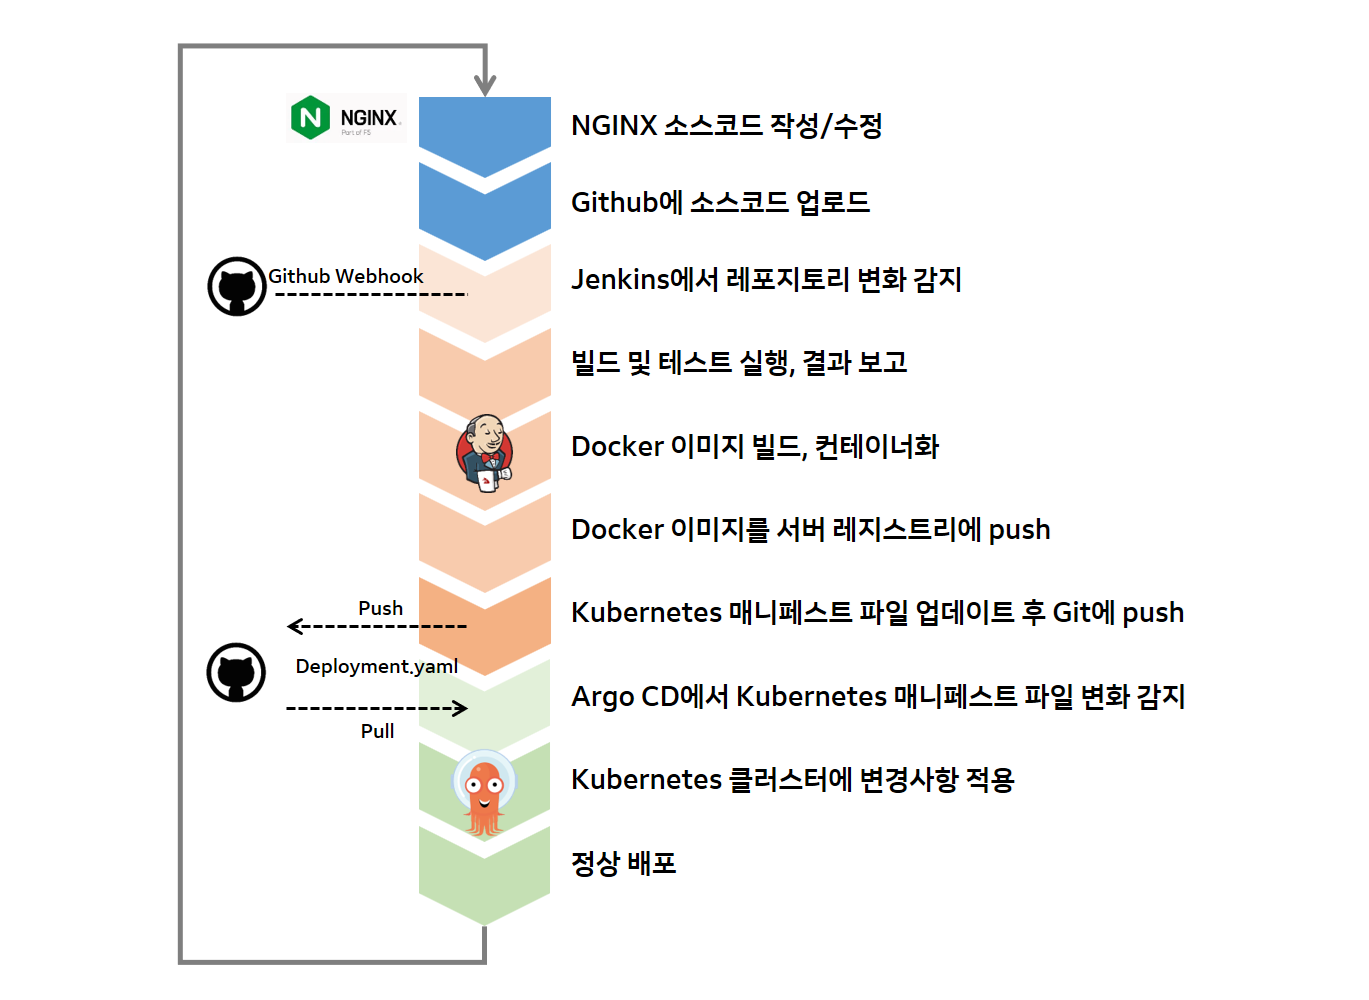 NGINX
Part of F5
NGINX 소스코드 작성/수정
Github에 소스코드 업로드
Github Webhook
Jenkins에서 레포지토리 변화 감지
빌드 및 테스트 실행, 결과 보고
Docker 이미지 빌드, 컨테이너화
Docker 이미지를 서버 레지스트리에 push
Push
Kubernetes 매니페스트 파일 업데이트 후 Git에 push
Deployment.yaml
Argo CD에서 Kubernetes 매니페스트 파일 변화 감지
Pull
Kubernetes 클러스터에 변경사항 적용
정상 배포